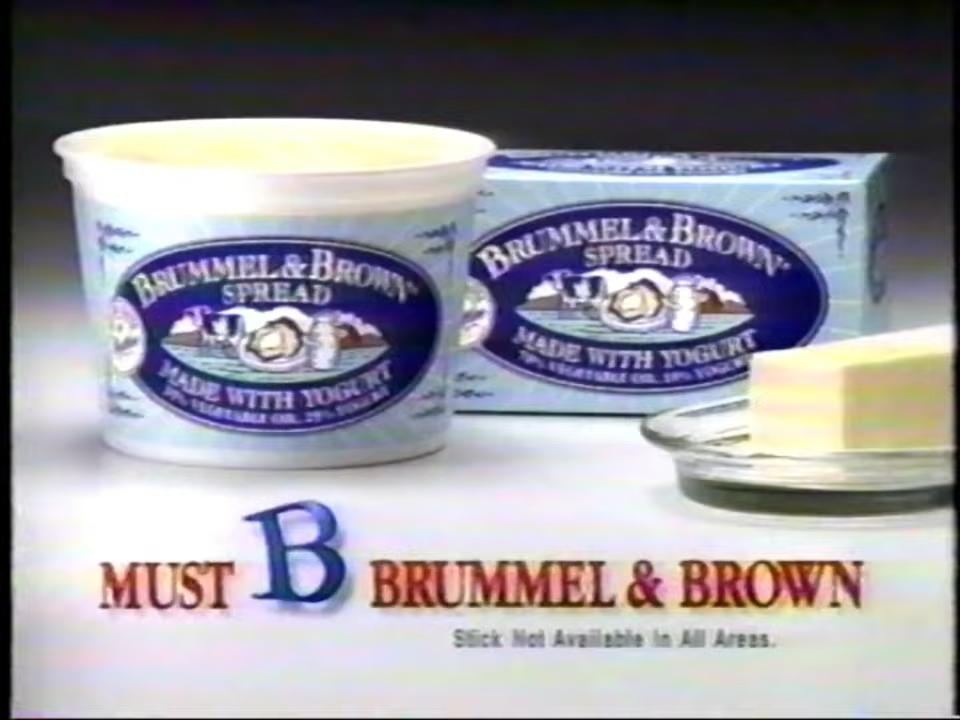 BRUMMEL & BROWN
SPREAD
MADE WITH YOGURT
BRUMMEL & BROWN
SPREAD
MADE WITH YOGURT
MUST B BRUMMEL & BROWN
Stick Not Available In All Areas.